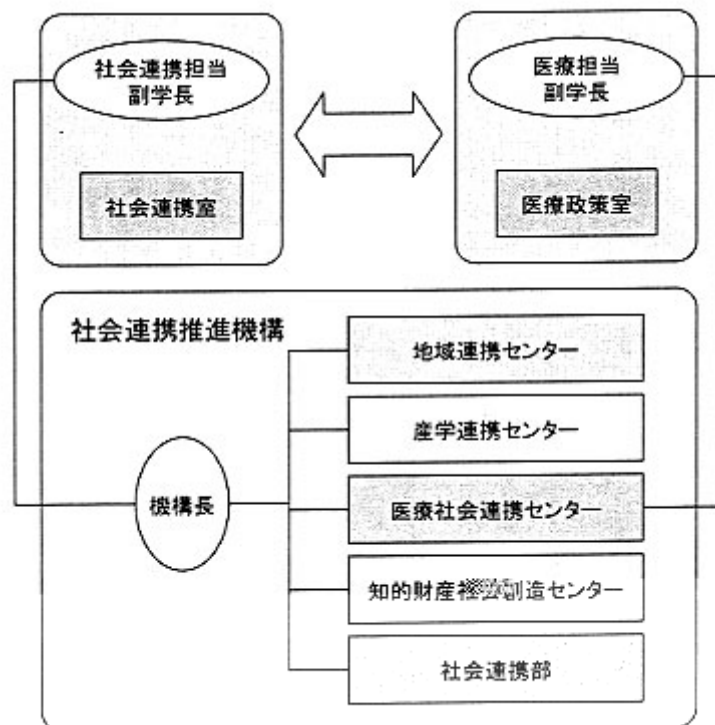 社会連携担当
副学長
医療担当
副学長
社会連携室
医療政策室
社会連携推進機構
地域連携センター
産学連携センター
機構長
医療社会連携センター
知的財産 創造センター
社会連携部